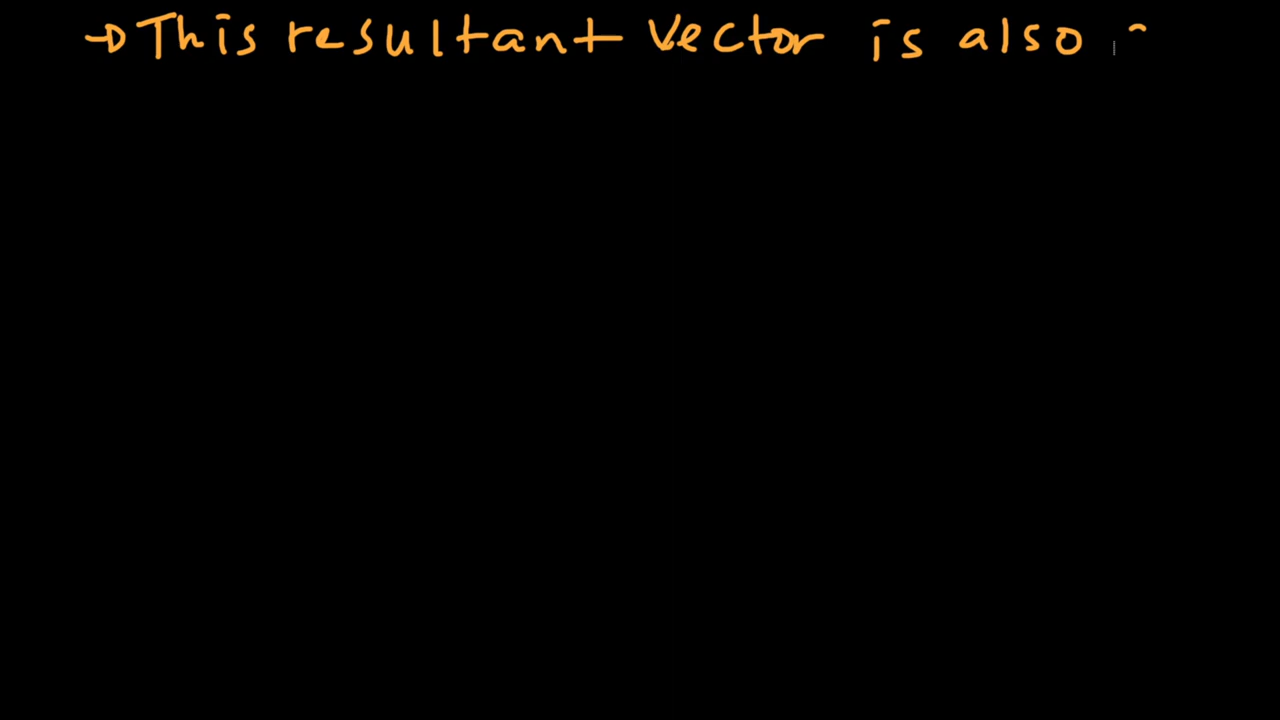 → This resultant vector is also